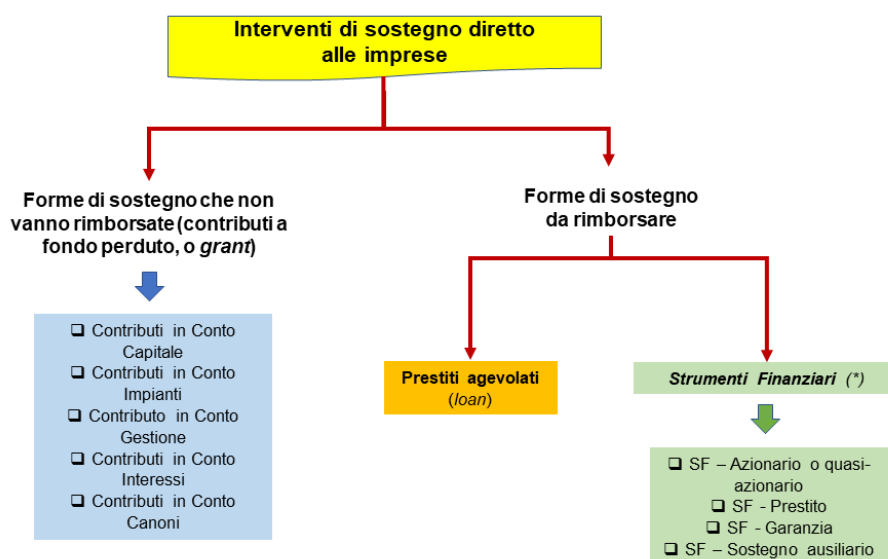 Interventi di sostegno diretto
alle imprese
Forme di sostegno che non
vanno rimborsate (contributi a
fondo perduto, o grant)
Forme di sostegno
da rimborsare
❑ Contributi in Conto
Capitale
❑ Contributi in Conto
Impianti
❑ Contributo in Conto
Gestione
❑ Contributi in Conto
Interessi
❑ Contributi in Conto
Canoni
Prestiti agevolati
(loan)
Strumenti Finanziari (*)
❑ SF – Azionario o quasi-
azionario
❑ SF - Prestito
❑ SF - Garanzia
❑ SF – Sostegno ausiliario